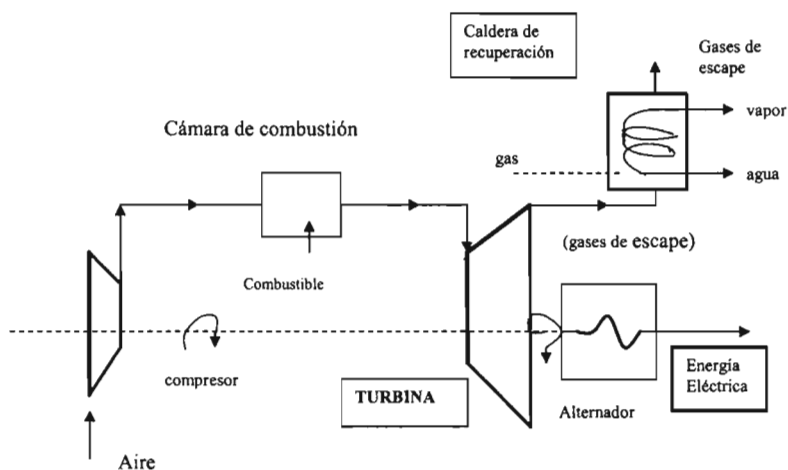 Caldera de
recuperación
Gases de
escape
vapor
Cámara de combustión
gas
agua
(gases de escape)
Combustible
compresor
TURBINA
Energía
Eléctrica
Alternador
Aire